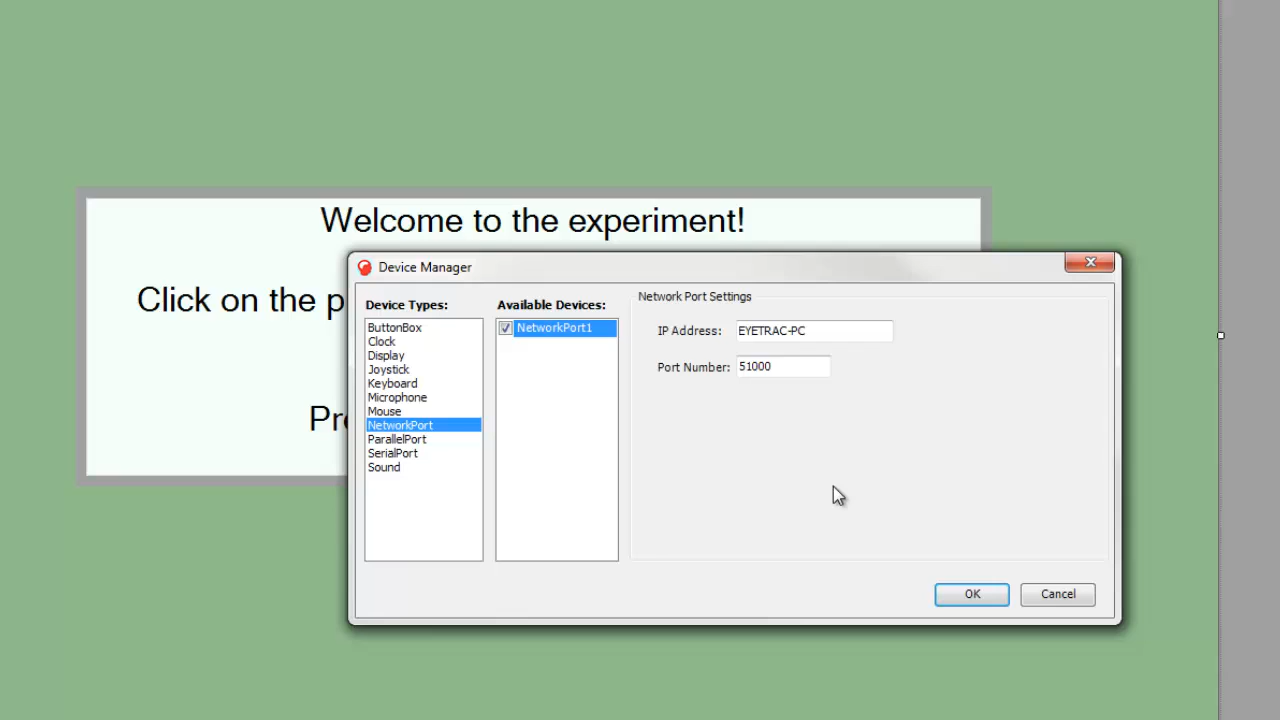 Welcome to the experiment!
Click on the p
Device Manager
Device Types:
ButtonBox
Clock
Display
Joystick
Keyboard
Microphone
Mouse
NetworkPort
ParallelPort
SerialPort
Sound
Available Devices:
NetworkPort1
Network Port Settings
IP Address: EYETRAC-PC
Port Number: 51000
OK Cancel